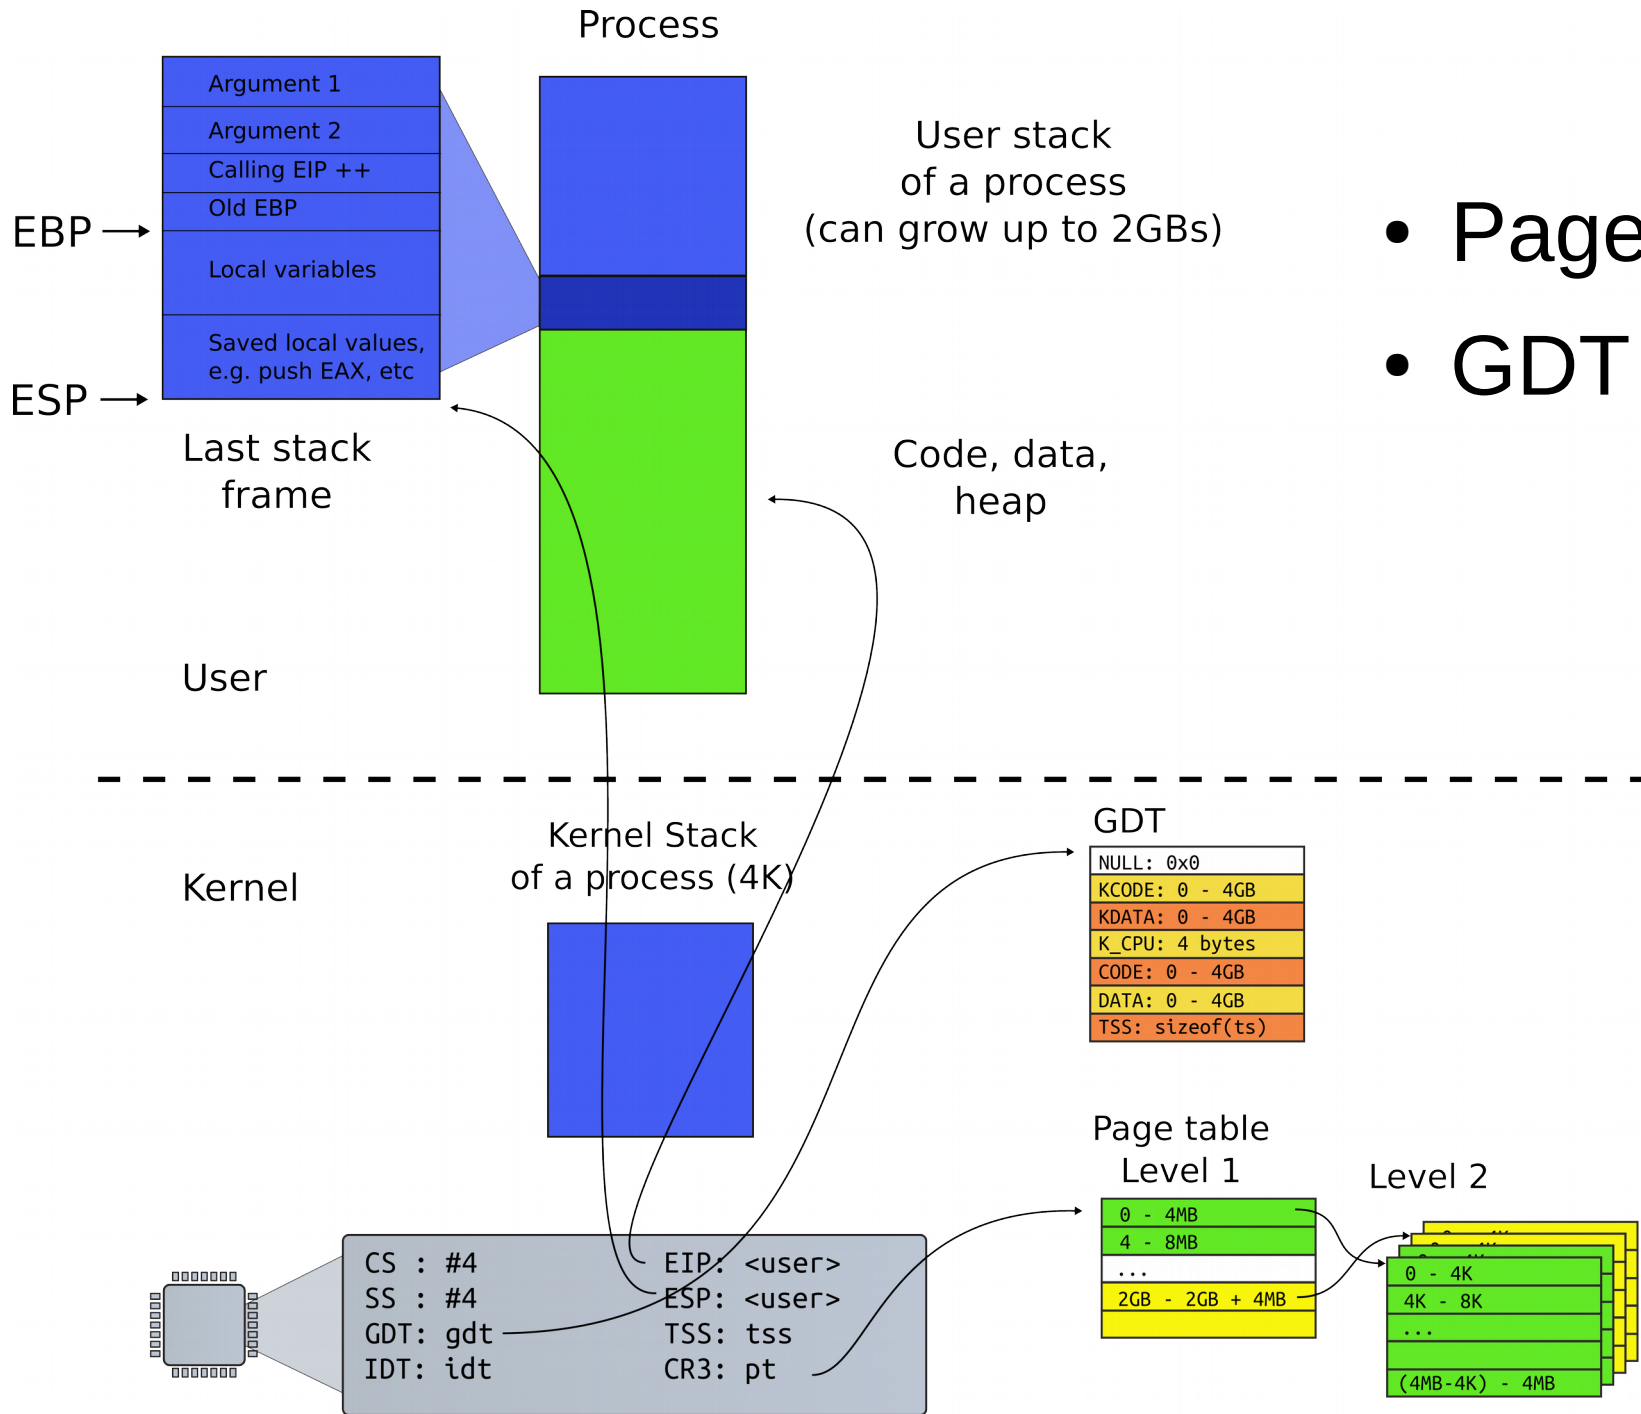 Process
Argument 1
Argument 2
Calling EIP ++
Old EBP
Local variables
Saved local values,
e.g. push EAX, etc
EBP
ESP
Last stack
frame
User stack
of a process
(can grow up to 2GBs)
• Page
• GDT
Code, data,
heap
User
Kernel
Kernel Stack
of a process (4K)
GDT
NULL: 0x0
KCODE: 0 - 4GB
KDATA: 0 - 4GB
K_CPU: 4 bytes
CODE: 0 - 4GB
DATA: 0 - 4GB
TSS: sizeof(ts)
Page table
Level 1
0 - 4MB
4 - 8MB
...
2GB - 2GB + 4MB
Level 2
0 - 4K
4K - 8K
...
(4MB-4K) - 4MB
CS : #4
SS : #4
GDT: gdt
IDT: idt
EIP: <user>
ESP: <user>
TSS: tss
CR3: pt